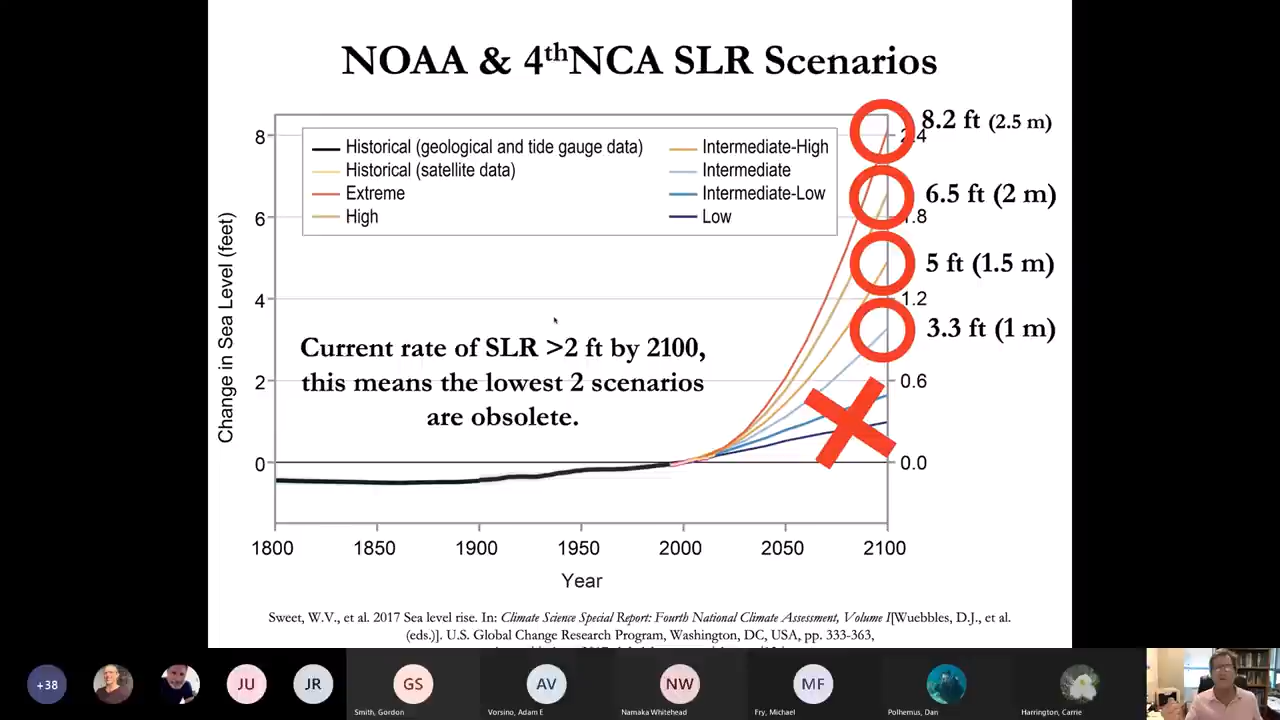 NOAA & 4thNCA SLR Scenarios
8.2 ft (2.5 m)
6.5 ft (2 m)
5 ft (1.5 m)
3.3 ft (1 m)
Historical (geological and tide gauge data)
Historical (satellite data)
Extreme
High
Intermediate-High
Intermediate
Intermediate-Low
Low
Change in Sea Level (feet)
8
6
4
2
0
2.4
1.8
1.2
0.6
0.0
Current rate of SLR >2 ft by 2100,
this means the lowest 2 scenarios
are obsolete.
1800 1850 1900 1950 2000 2050 2100
Year
Sweet, W.V., et al. 2017 Sea level rise. In: Climate Science Special Report: Fourth National Climate Assessment, Volume I[Wuebbles, D.J., et al.
(eds.)]. U.S. Global Change Research Program, Washington, DC, USA, pp. 333-363,
+38 JU JR GS AV NW MF
Smith, Gordon Vorsino, Adam E Namaka Whitehead Fry, Michael Polhemus, Dan Harrington, Carrie